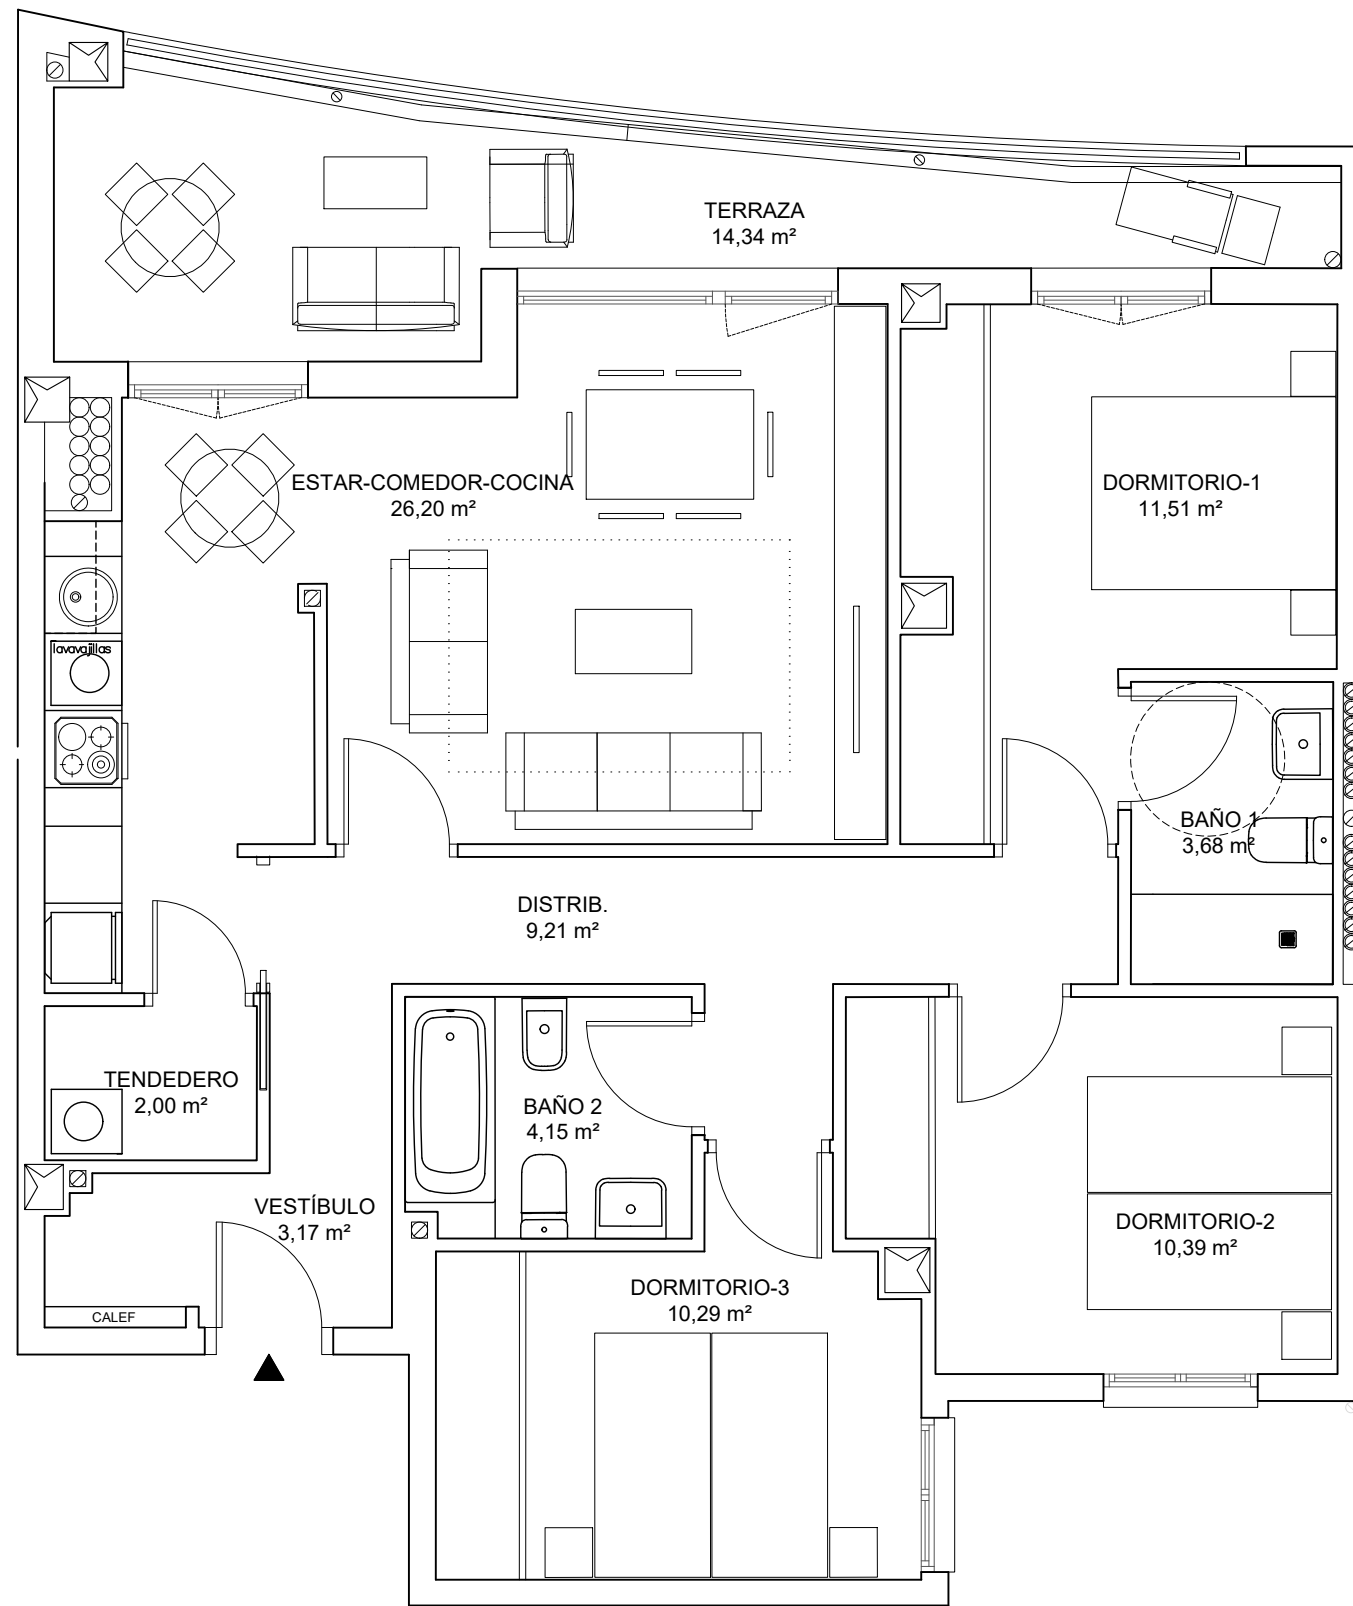 TERRAZA
14,34 m²
ESTAR-COMEDOR-COCINA
26,20 m²
DORMITORIO-1
11,51 m²
lavavajillas
BAÑO 1
3,68 m²
DISTRIB.
9,21 m²
TENDEDERO
2,00 m²
BAÑO 2
4,15 m²
VESTÍBULO
3,17 m²
DORMITORIO-2
10,39 m²
DORMITORIO-3
10,29 m²
CALEF